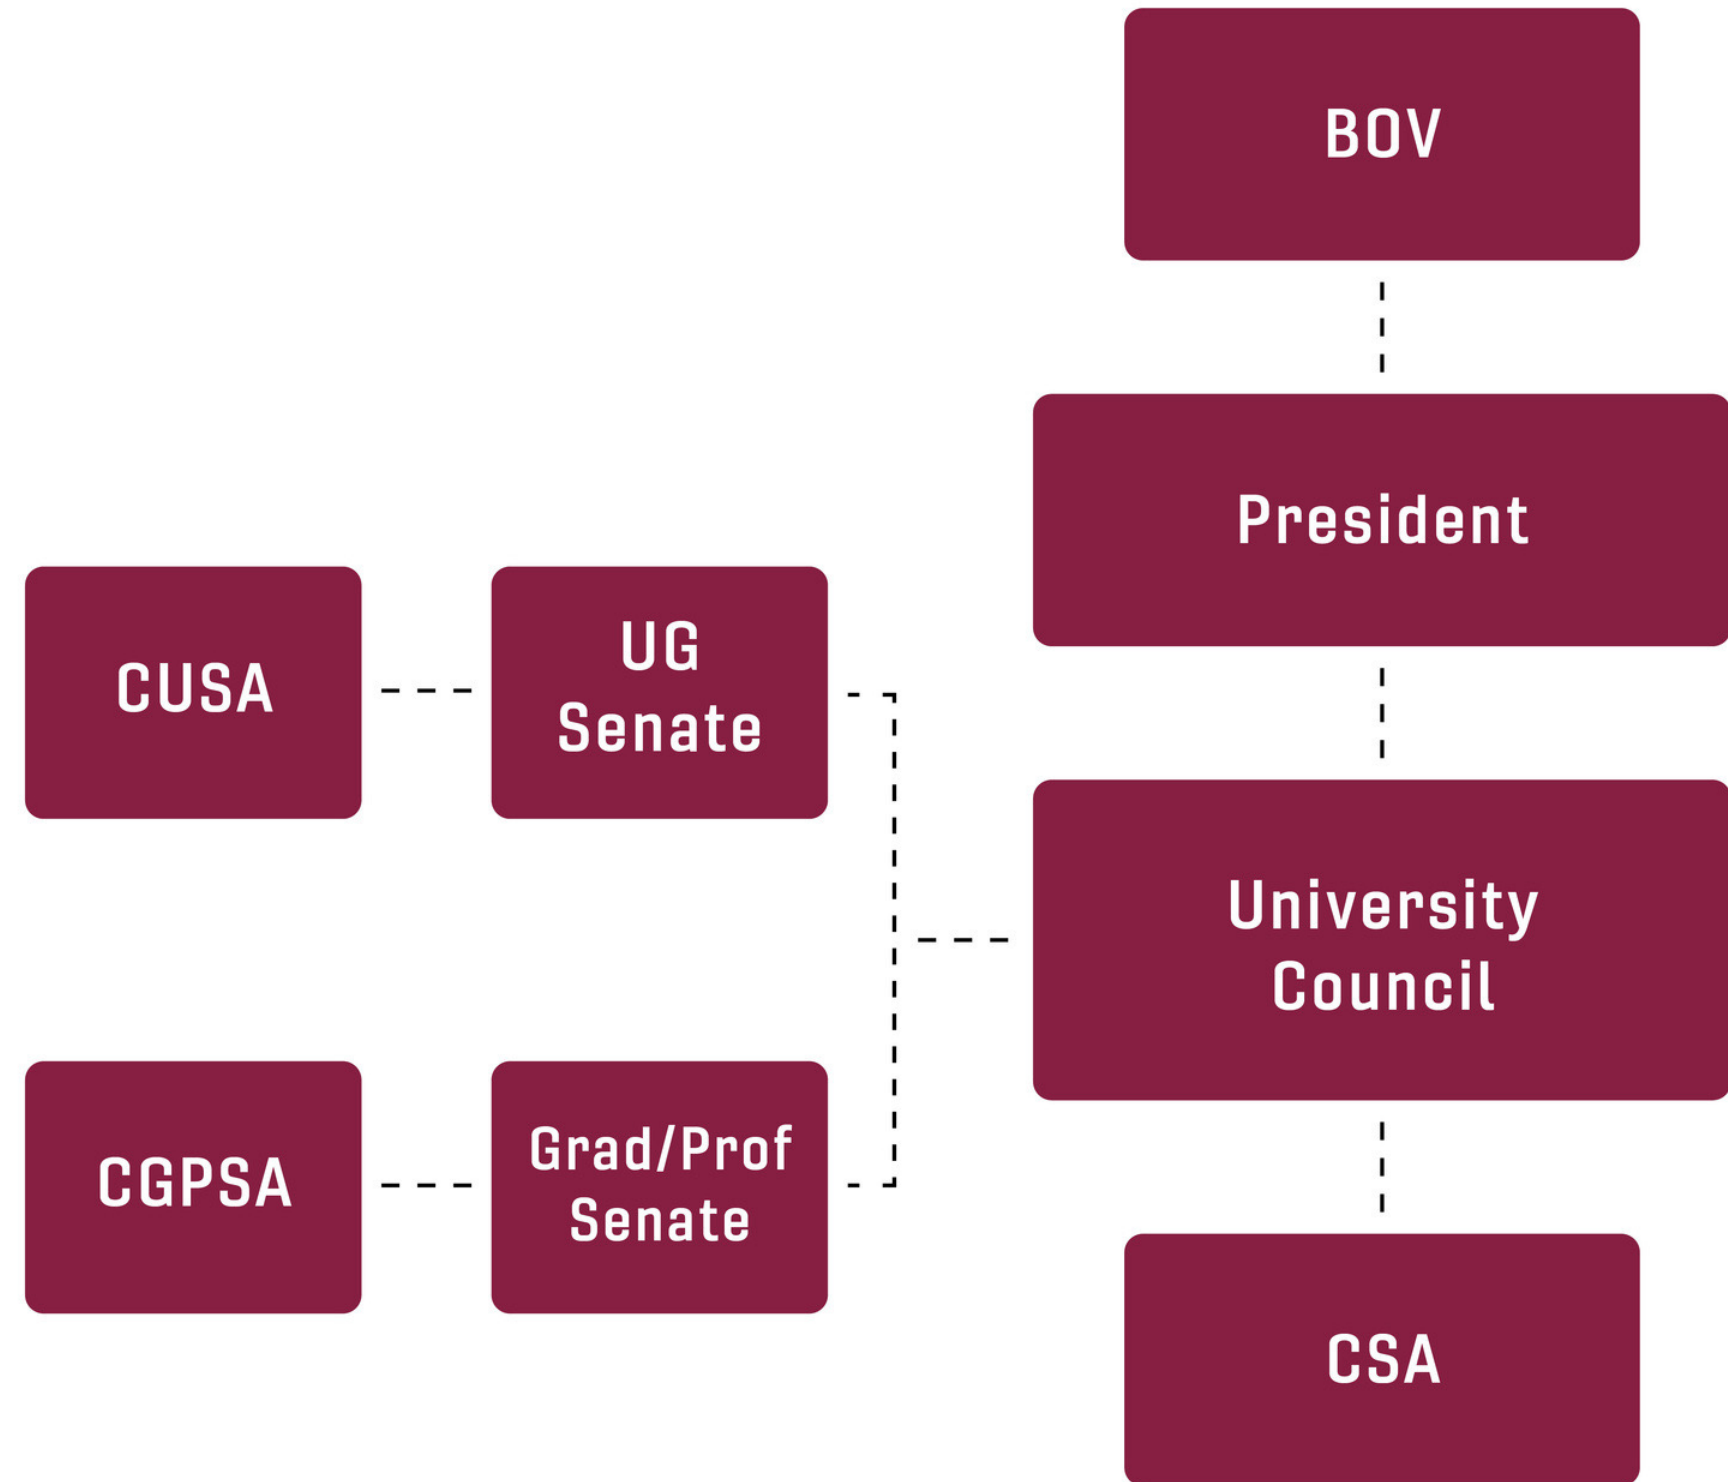 BOV
President
CUSA
UG
Senate
University
Council
CGPSA
Grad/Prof
Senate
CSA